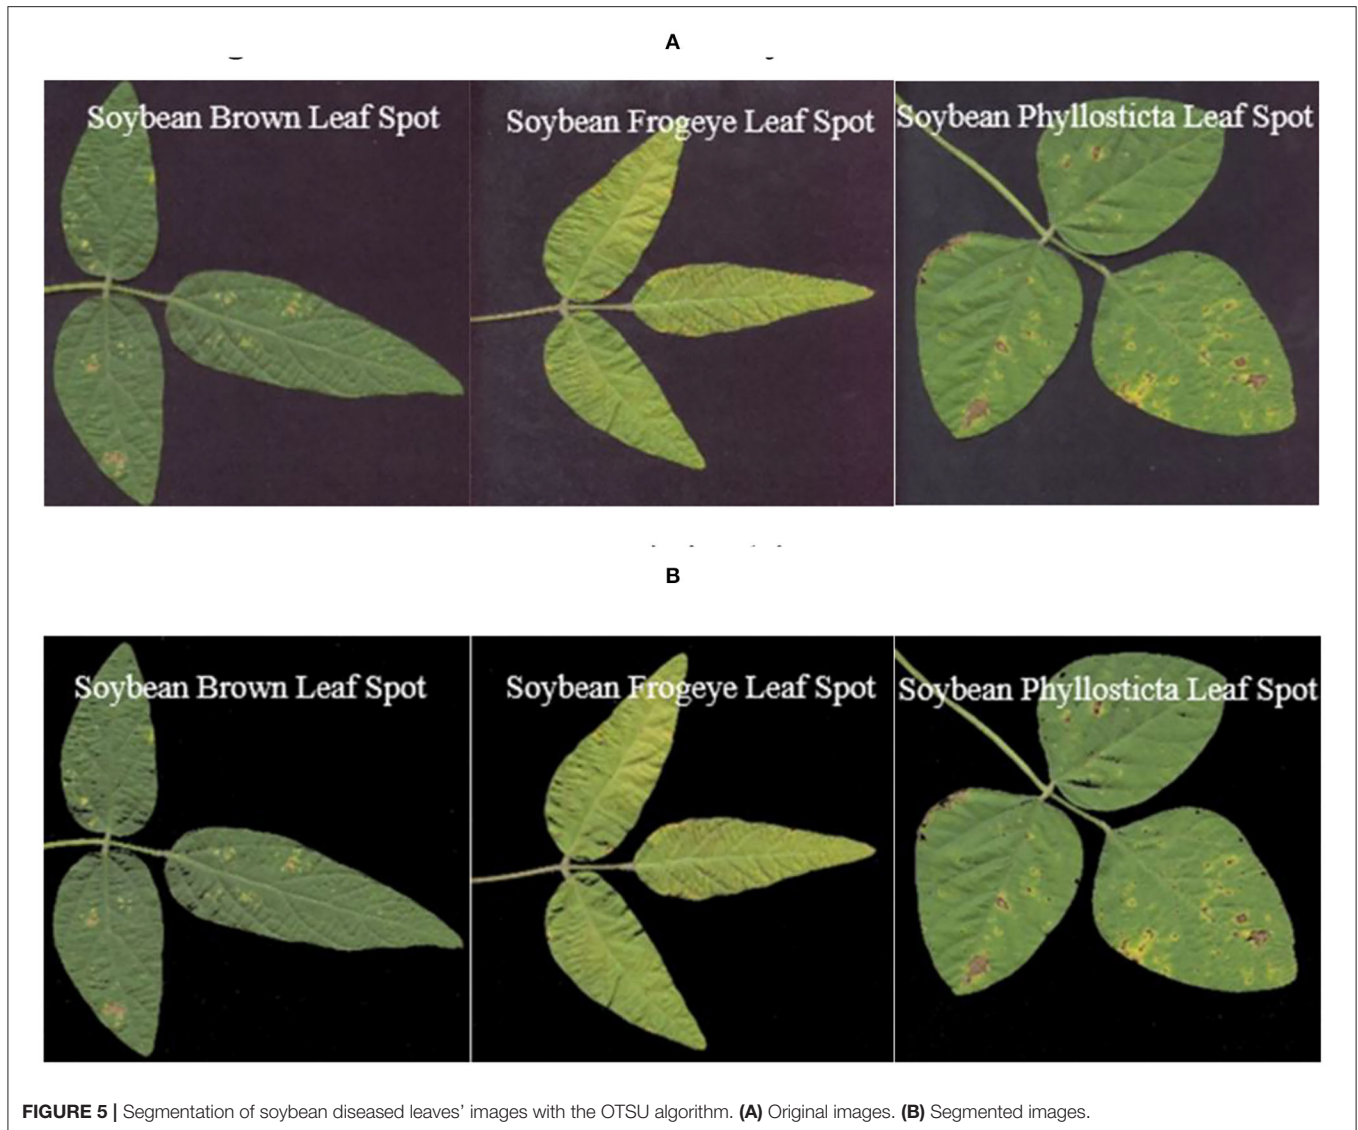 A
Soybean Brown Leaf Spot
Soybean Frogeye Leaf Spot
Soybean Phyllosticta Leaf Spot
B
Soybean Brown Leaf Spot
Soybean Frogeye Leaf Spot
Soybean Phyllosticta Leaf Spot
FIGURE 5 | Segmentation of soybean diseased leaves' images with the OTSU algorithm. (A) Original images. (B) Segmented images.